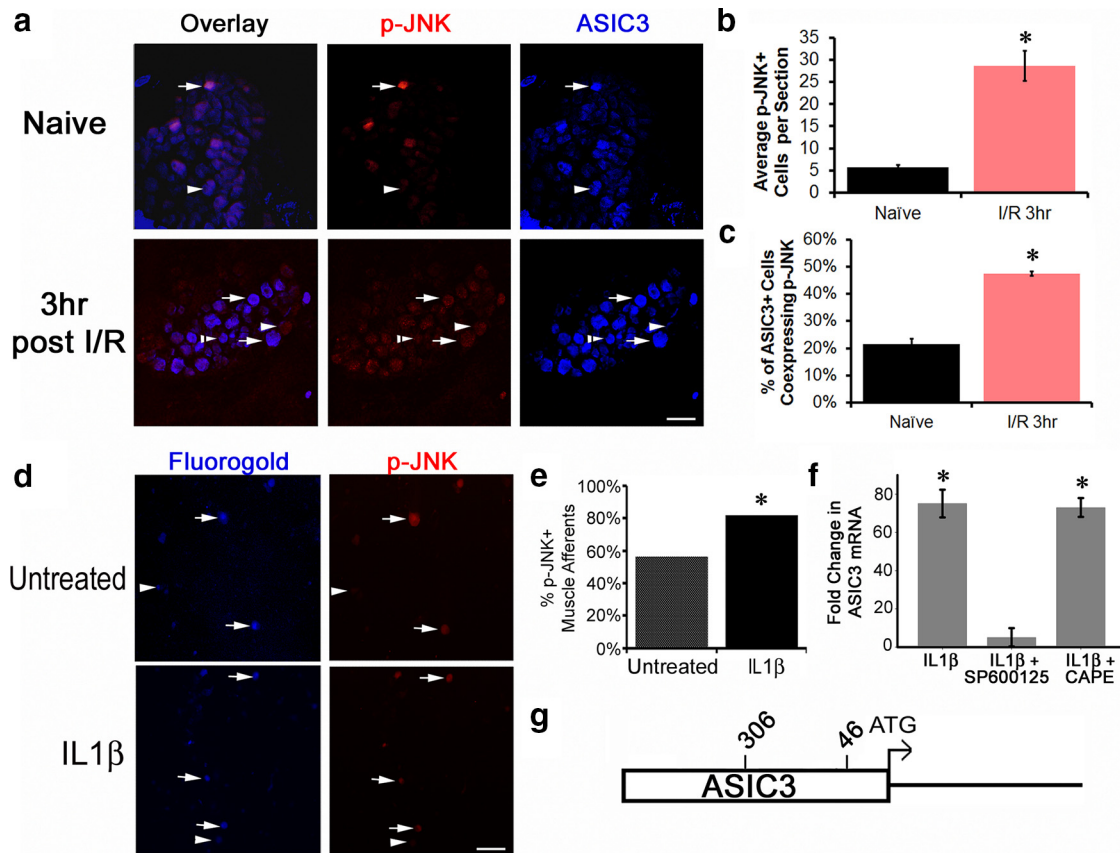 a
Overlay
p-JNK
ASIC3
Naive
3hr
post I/R
b
Average p-JNK+
Cells per Section
35
30
25
20
15
10
5
0
*
Naïve
I/R 3hr
c
% of ASIC3+ Cells
Coexpressing p-JNK
60%
50%
40%
30%
20%
10%
0%
*
Naïve
I/R 3hr
d
Fluorogold
p-JNK
Untreated
IL1β
e
% p-JNK+
Muscle Afferents
100%
80%
60%
40%
20%
0%
*
Untreated
IL1β
f
Fold Change in
ASIC3 mRNA
80
60
40
20
0
*
*
IL1β
IL1β +
SP600125
IL1β +
CAPE
g
306
46
ATG
ASIC3